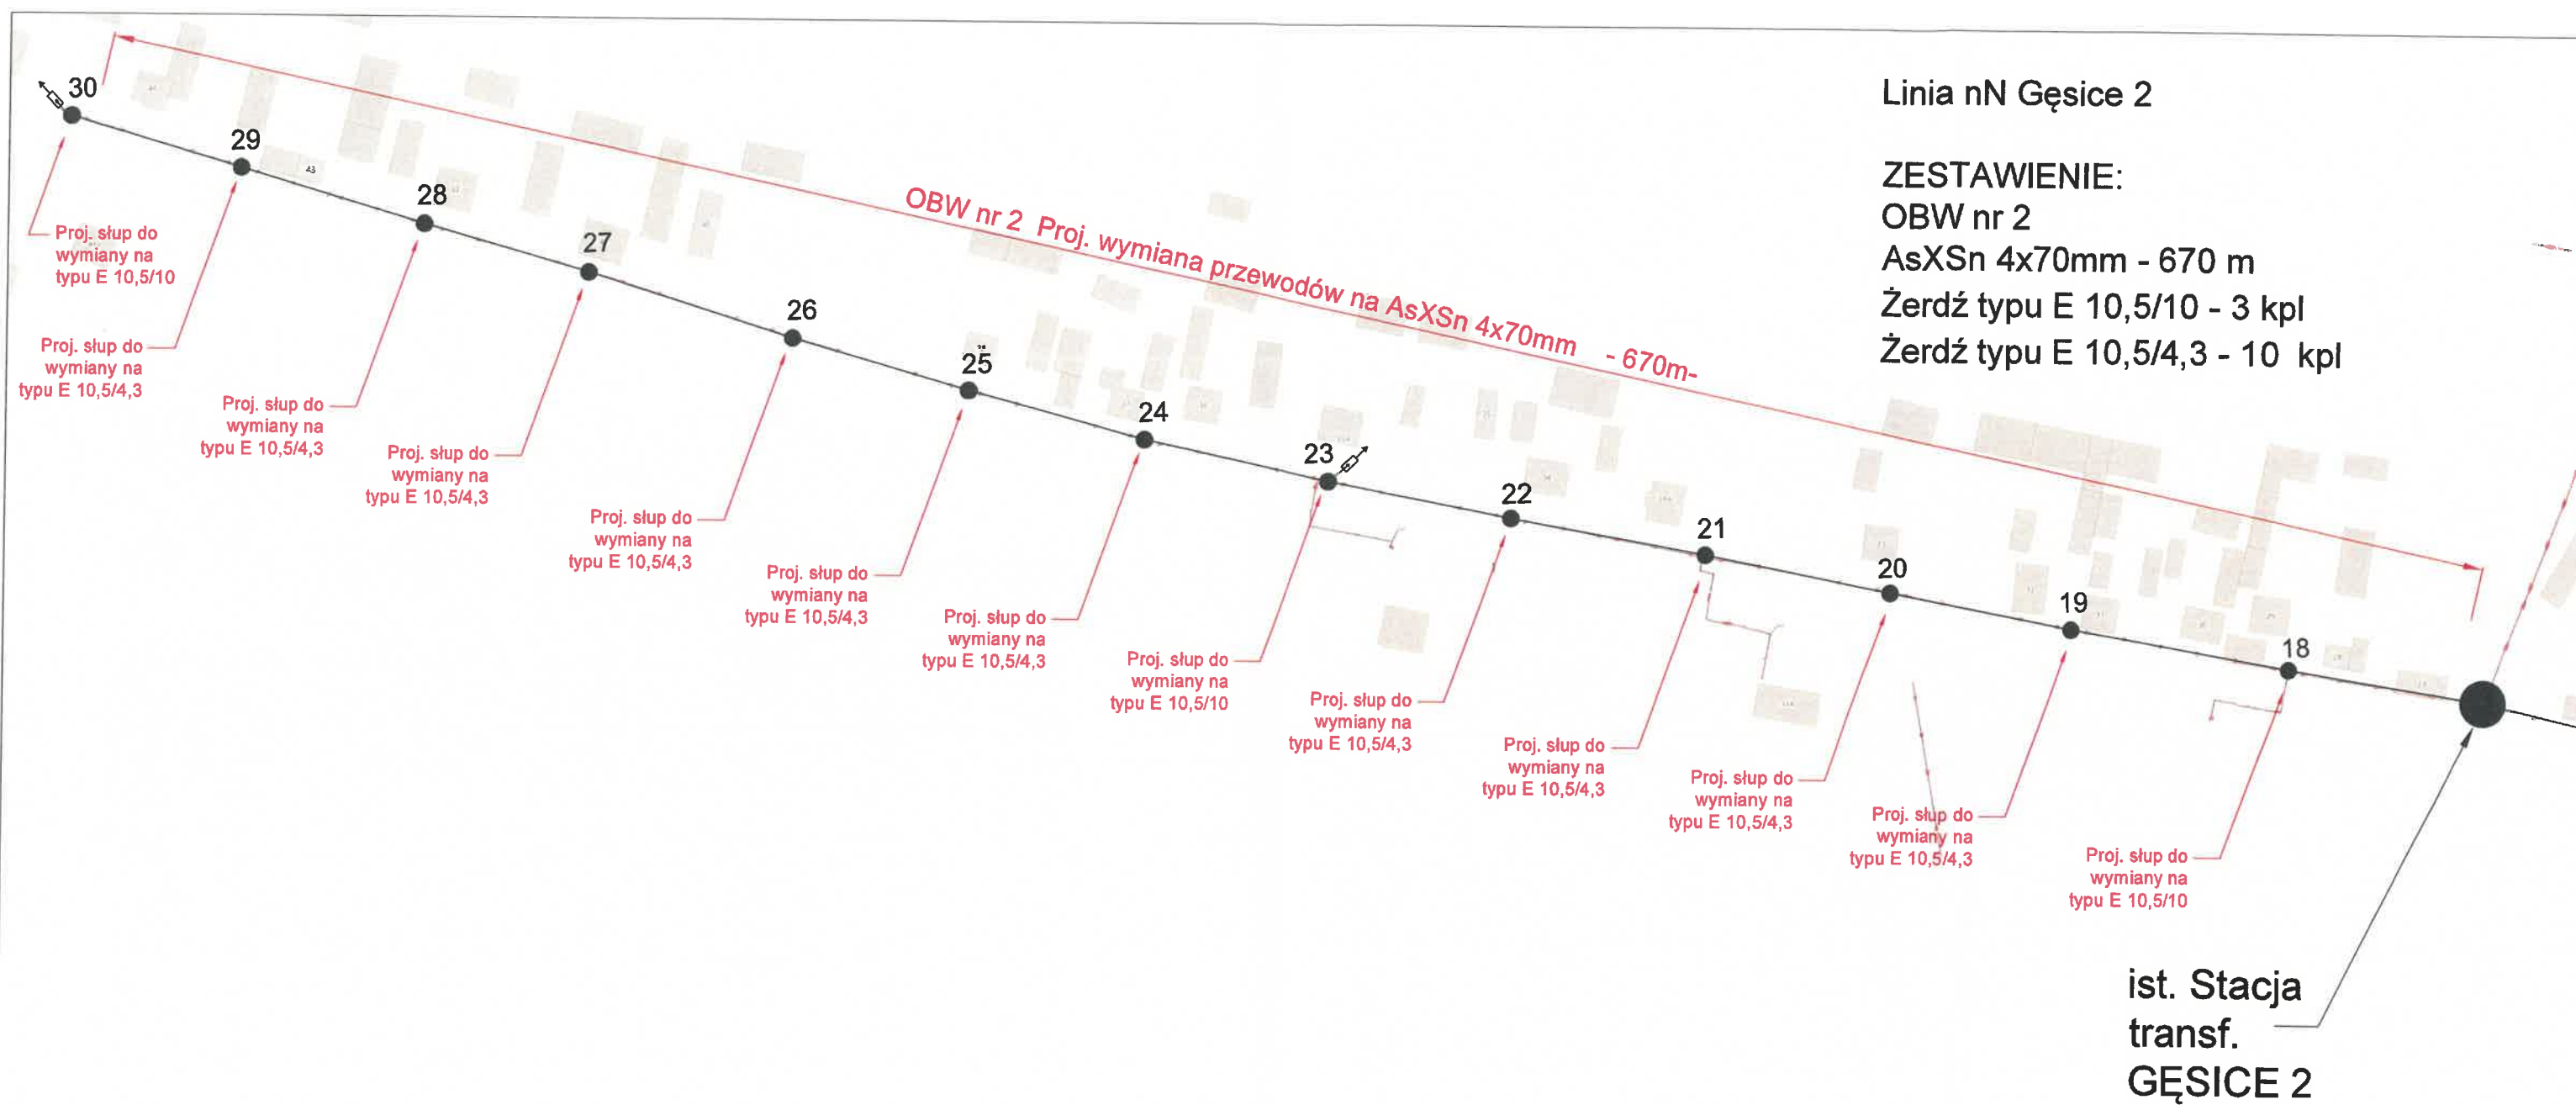 Linia nN Gęsice 2
ZESTAWIENIE:
OBW nr 2
AsXSn 4x70mm - 670 m
Żerdź typu E 10,5/10 - 3 kpl
Żerdź typu E 10,5/4,3 - 10 kpl
OBW nr 2 Proj. wymiana przewodów na AsXSn 4x70mm - 670m-
30
29
28
27
26
25
24
23
22
21
20
19
18
Proj. słup do
wymiany na
typu E 10,5/10
Proj. słup do
wymiany na
typu E 10,5/4,3
Proj. słup do
wymiany na
typu E 10,5/4,3
Proj. słup do
wymiany na
typu E 10,5/4,3
Proj. słup do
wymiany na
typu E 10,5/4,3
Proj. słup do
wymiany na
typu E 10,5/4,3
Proj. słup do
wymiany na
typu E 10,5/4,3
Proj. słup do
wymiany na
typu E 10,5/10
Proj. słup do
wymiany na
typu E 10,5/4,3
Proj. słup do
wymiany na
typu E 10,5/4,3
Proj. słup do
wymiany na
typu E 10,5/4,3
Proj. słup do
wymiany na
typu E 10,5/4,3
Proj. słup do
wymiany na
typu E 10,5/10
ist. Stacja
transf.
GĘSICE 2